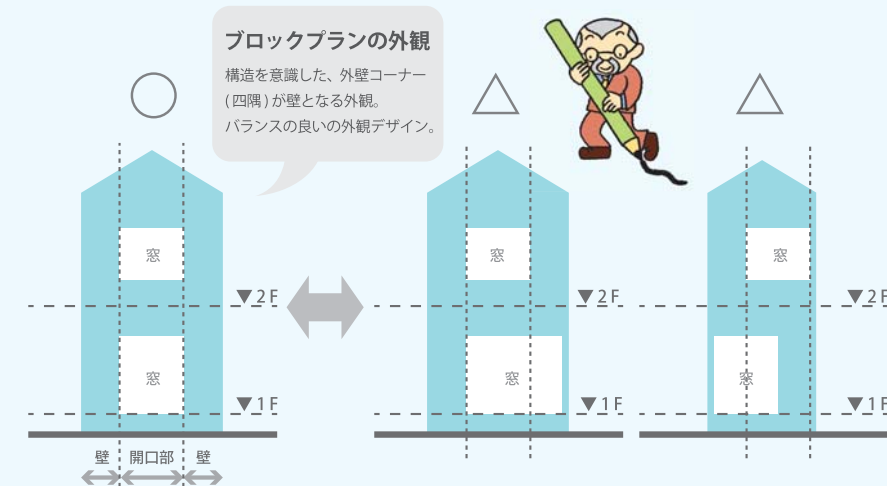 ブロックプランの外観
構造を意識した、外壁コーナー
(四隅)が壁となる外観。
バランスの良いの外観デザイン。
窓
窓
窓
▼2F
▼2F
▼2F
窓
窓
窓
▼1F
▼1F
▼1F
壁 開口部 壁